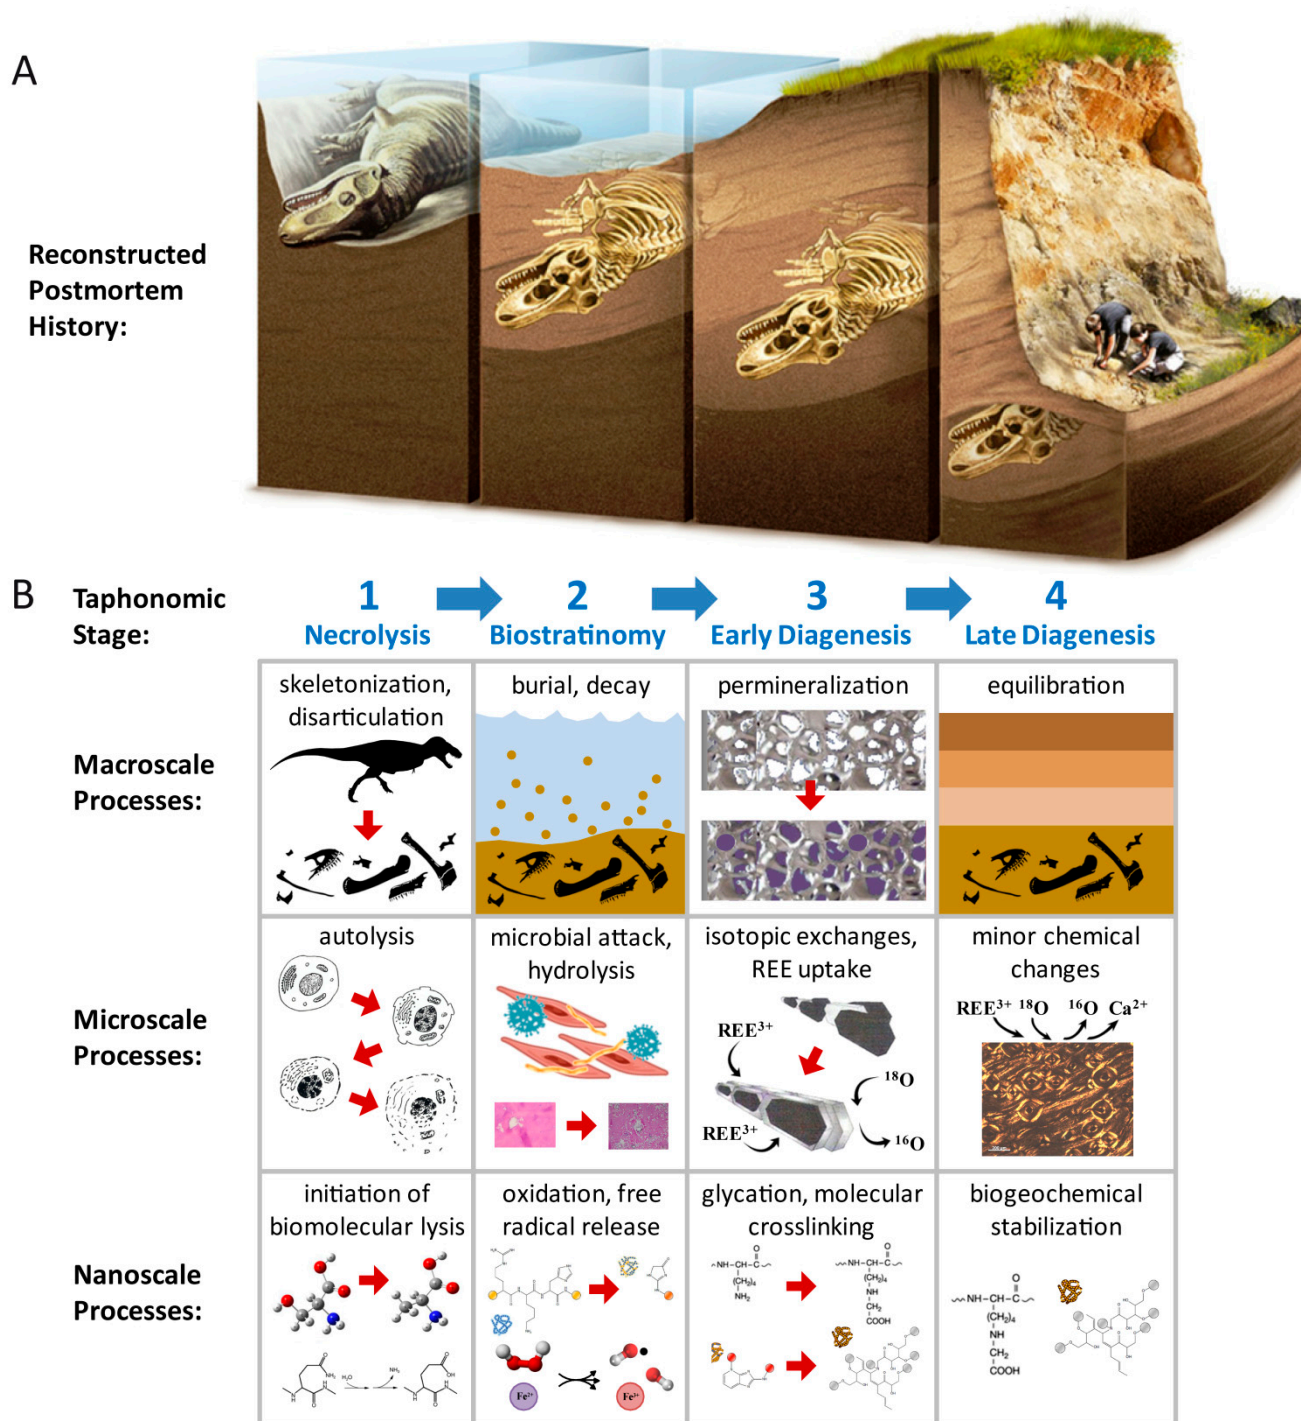 A
Reconstructed
Postmortem
History:
B
Taphonomic
Stage:
1
Necrolysis
2
Biostratinomy
3
Early Diagenesis
4
Late Diagenesis
Macroscale
Processes:
skeletonization,
disarticulation
burial, decay
permineralization
equilibration
Microscale
Processes:
autolysis
microbial attack,
hydrolysis
isotopic exchanges,
REE uptake
REE³⁺
¹⁸O
REE³⁺
¹⁶O
minor chemical
changes
REE³⁺ ¹⁸O ¹⁶O Ca²⁺
Nanoscale
Processes:
initiation of
biomolecular lysis
H₂O
NH₃
NH₂
O
OH
oxidation, free
radical release
Fe²⁺
Fe³⁺
glycation, molecular
crosslinking
O
NH–CH–C
(CH₂)₄
NH₂
O
NH–CH–C
(CH₂)₄
NH
CH₂
COOH
biogeochemical
stabilization
O
NH–CH–C
(CH₂)₄
NH
CH₂
COOH